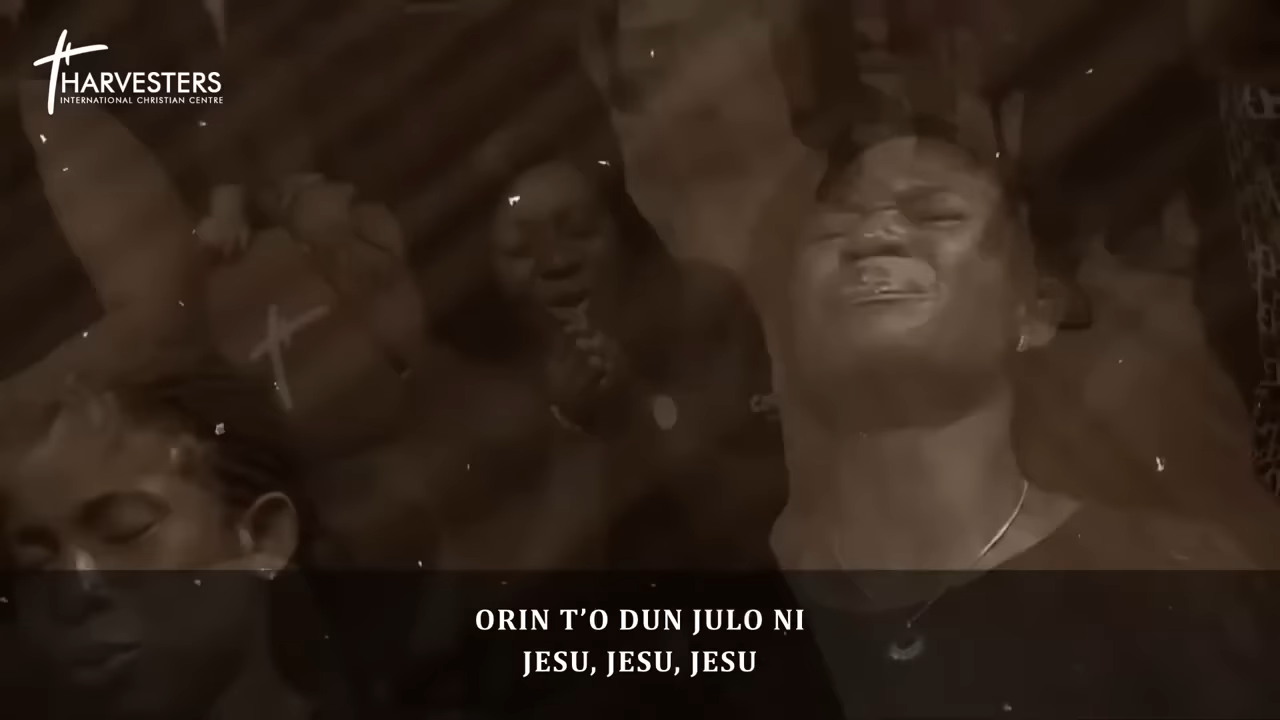 HARVESTERS
INTERNATIONAL CHRISTIAN CENTRE
ORIN T’O DUN JULO NI
JESU, JESU, JESU